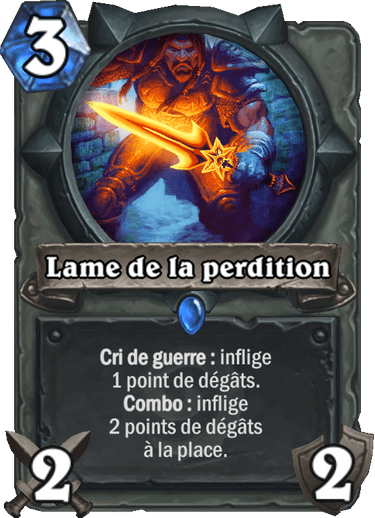 3
Lame de la perdition
Cri de guerre : inflige
1 point de dégâts.
Combo : inflige
2 points de dégâts
à la place.
2
2